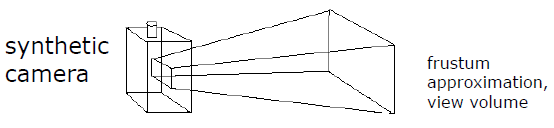 synthetic
camera
frustum
approximation,
view volume